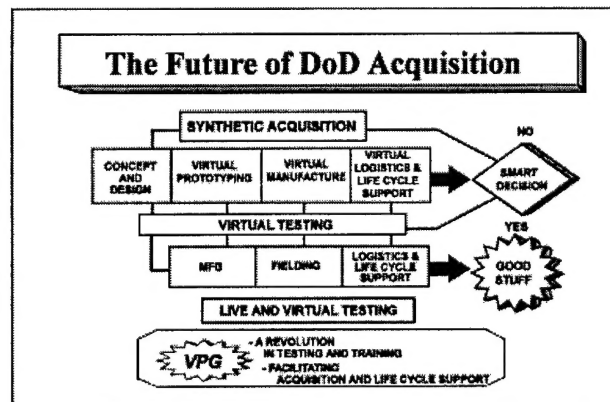 The Future of DoD Acquisition
SYNTHETIC ACQUISITION
NO
CONCEPT
AND
DESIGN
VIRTUAL
PROTOTYPING
VIRTUAL
MANUFACTURE
VIRTUAL
LOGISTICS &
LIFE CYCLE
SUPPORT
SMART
DECISION
VIRTUAL TESTING
YES
MFG
FIELDING
LOGISTICS &
LIFE CYCLE
SUPPORT
GOOD
STUFF
LIVE AND VIRTUAL TESTING
VPG
- A REVOLUTION
IN TESTING AND TRAINING
- FACILITATING
ACQUISITION AND LIFE CYCLE SUPPORT